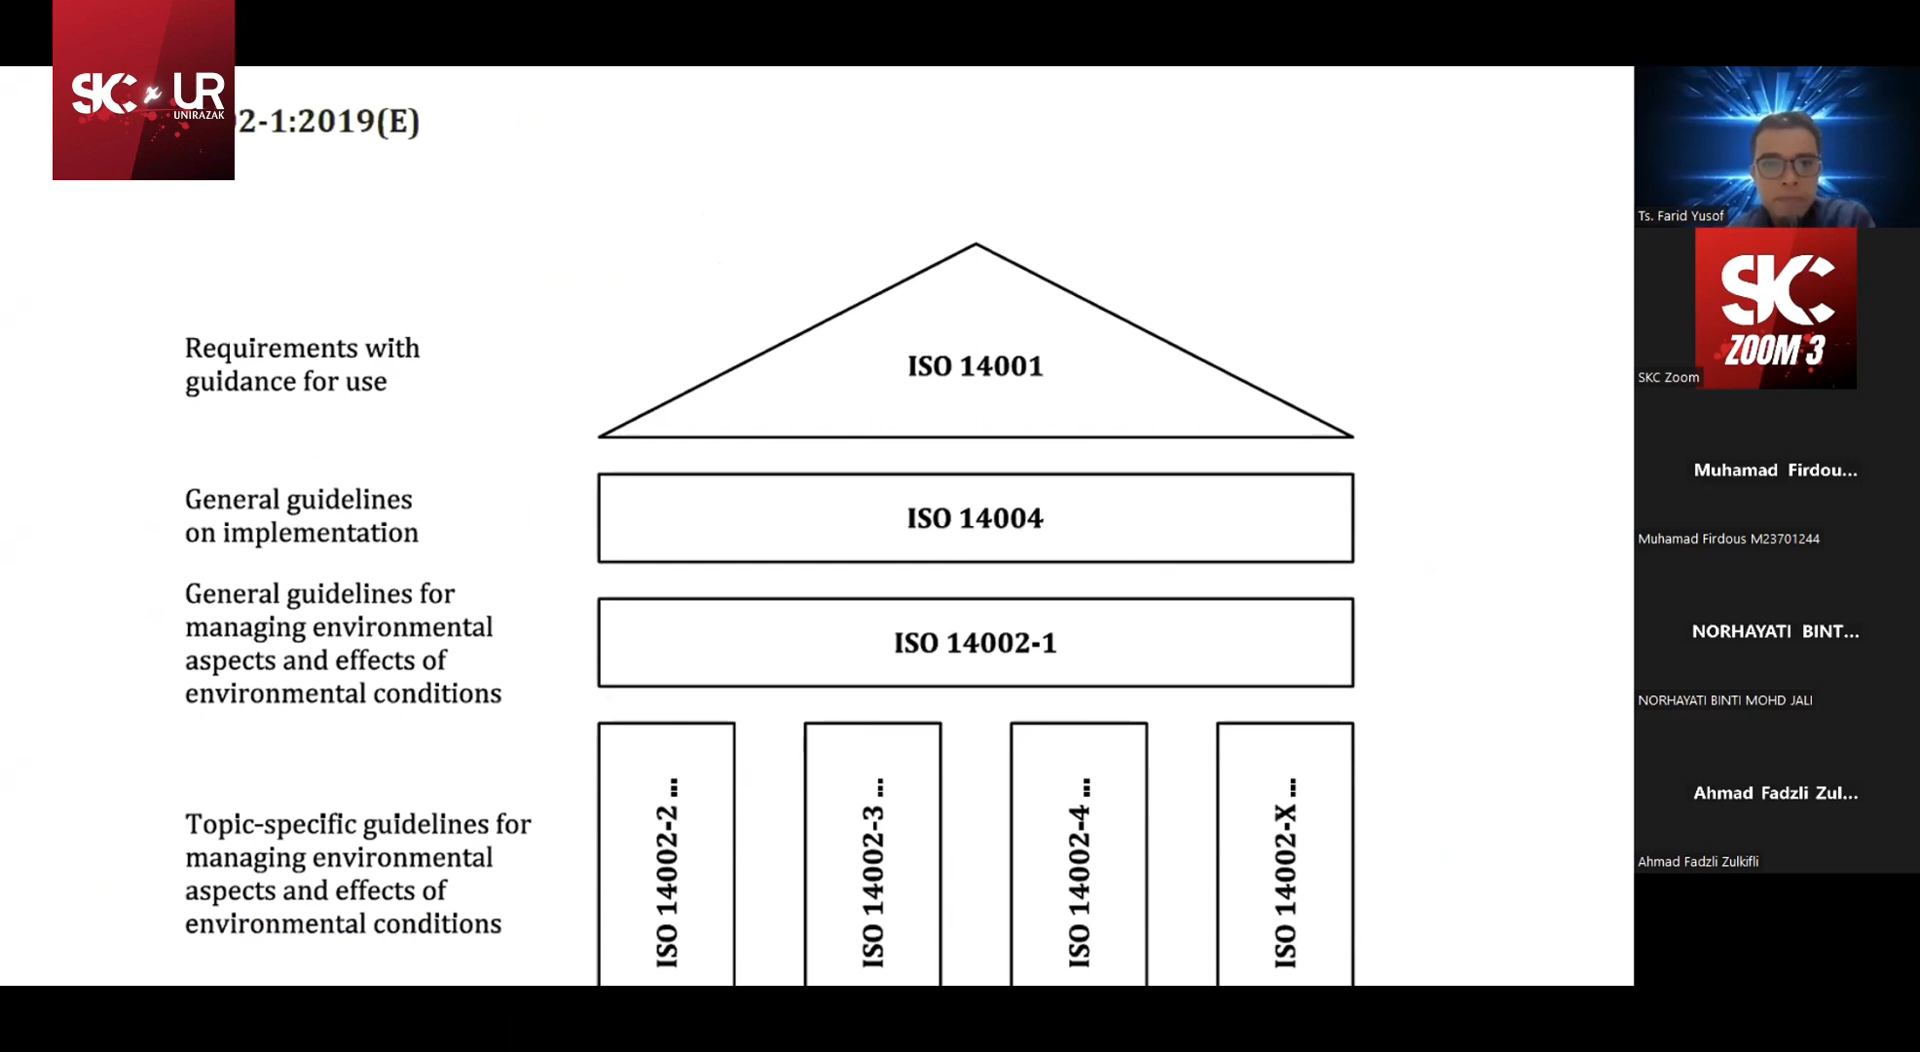 SKC x UR
UNIRAZAK
02-1:2019(E)
Requirements with
guidance for use
ISO 14001
General guidelines
on implementation
ISO 14004
General guidelines for
managing environmental
aspects and effects of
environmental conditions
ISO 14002-1
Topic-specific guidelines for
managing environmental
aspects and effects of
environmental conditions
ISO 14002-2 ...
ISO 14002-3 ...
ISO 14002-4 ...
ISO 14002-X ...
Ts. Farid Yusof
SKC
ZOOM 3
SKC Zoom
Muhamad Firdou...
Muhamad Firdous M23701244
NORHAYATI BINT...
NORHAYATI BINTI MOHD JALI
Ahmad Fadzli Zul...
Ahmad Fadzli Zulkifli